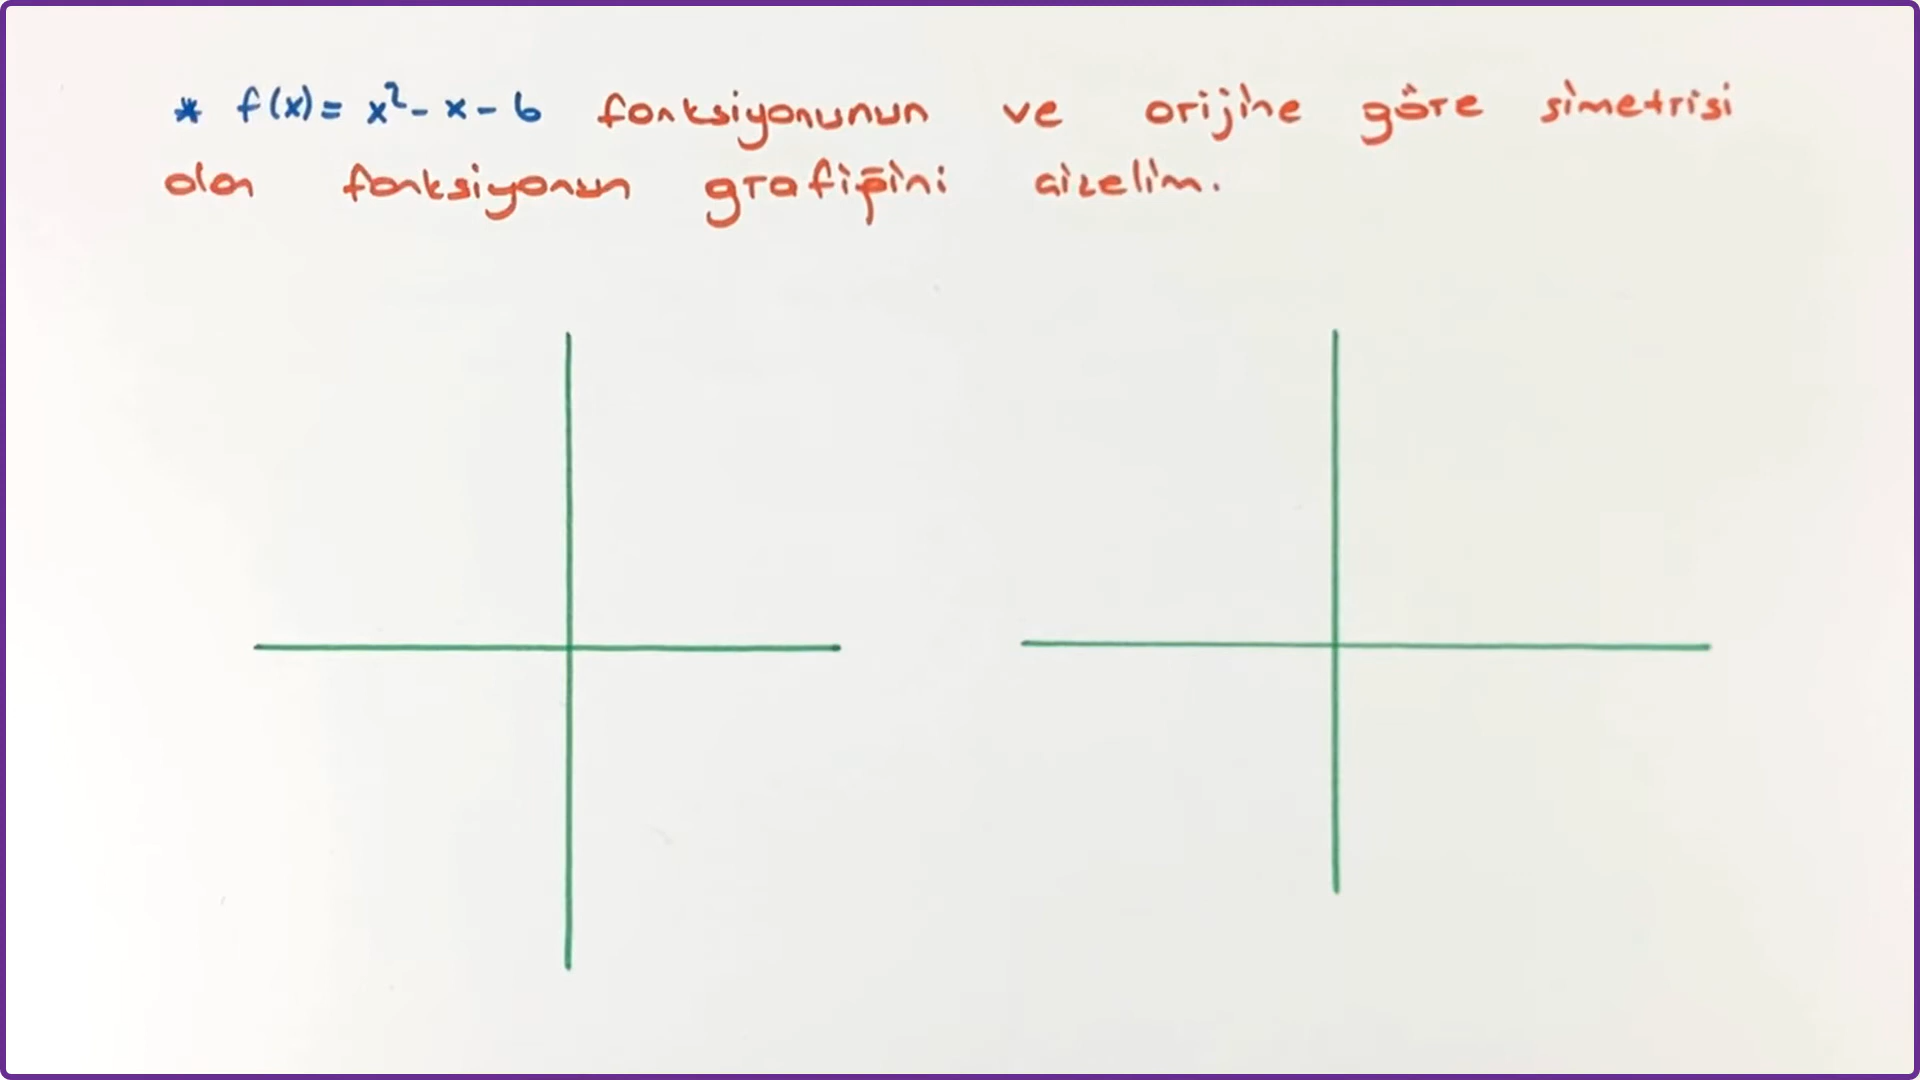 * f(x) = x² - x - 6 fonksiyonunun ve orijine göre simetrisi
olan fonksiyonun grafiğini çizelim.